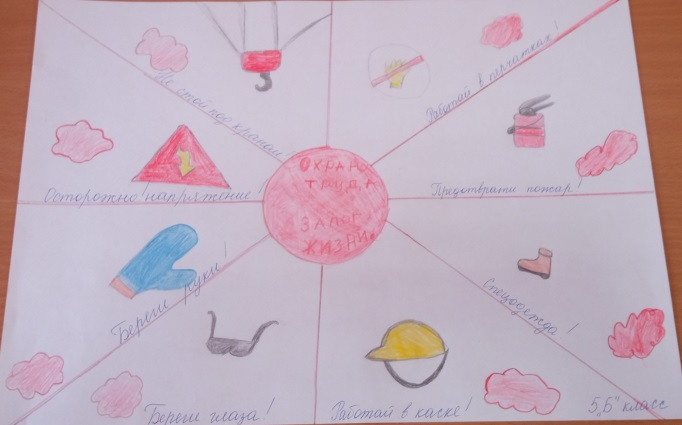 Не стой под краном
Работай в перчатках!
Осторожно! напряжение!
Предотврати пожар!
Охрана
труда
залог
жизни.
Береги руки!
Спецодежда!
Береги глаза!
Работай в каске!
5 „Б" класс